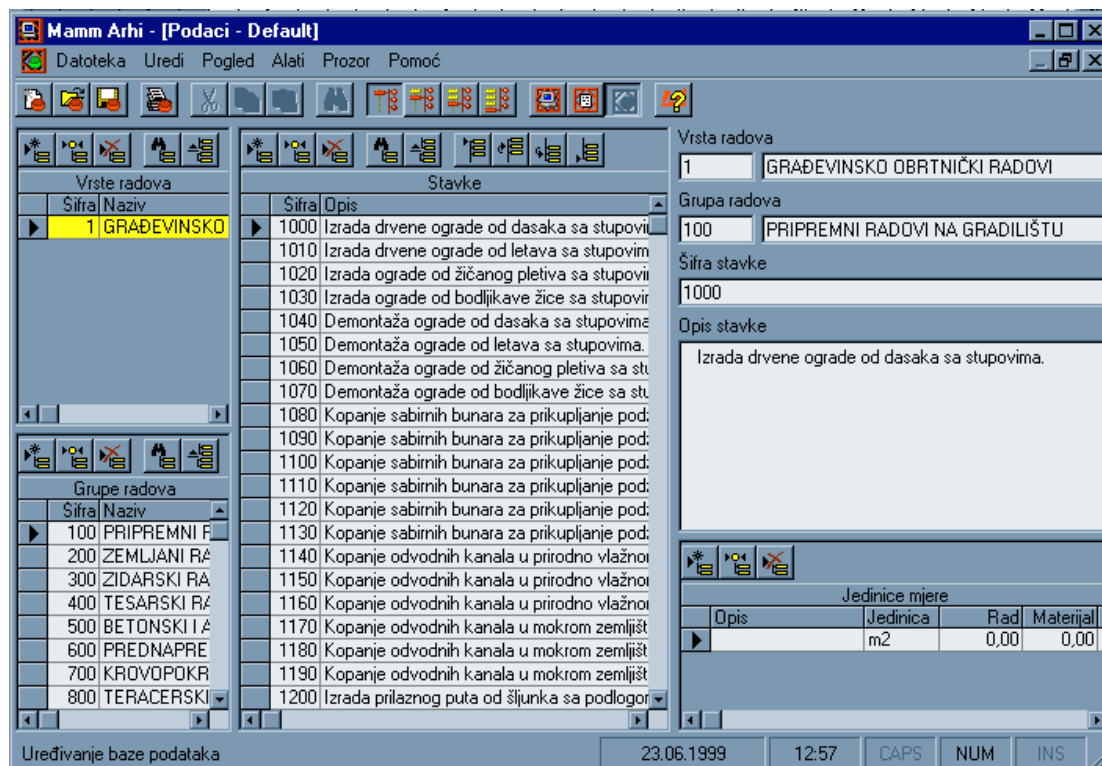 Mamm Arhi - [Podaci - Default]
Datoteka Uredi Pogled Alati Prozor Pomoć
Vrste radova
Šifra Naziv
1 GRAĐEVINSKO
Grupe radova
Šifra Naziv
100 PRIPREMNI
200 ZEMLJANI RA
300 ZIDARSKI RA
400 TESARSKI RA
500 BETONSKI I A
600 PREDNAPRE
700 KROVOPOKR
800 TERACERSKI
Stavke
Šifra Opis
1000 Izrada drvene ograde od dasaka sa stupovi
1010 Izrada drvene ograde od letava sa stupovim
1020 Izrada ograde od žičanog pletiva sa stupovi
1030 Izrada ograde od bodljikave žice sa stupovi
1040 Demontaža ograde od dasaka sa stupovima
1050 Demontaža ograde od letava sa stupovima.
1060 Demontaža ograde od žičanog pletiva sa stu
1070 Demontaža ograde od bodljikave žice sa stu
1080 Kopanje sabirnih bunara za prikupljanje podz
1090 Kopanje sabirnih bunara za prikupljanje podz
1100 Kopanje sabirnih bunara za prikupljanje podz
1110 Kopanje sabirnih bunara za prikupljanje podz
1120 Kopanje sabirnih bunara za prikupljanje podz
1130 Kopanje sabirnih bunara za prikupljanje podz
1140 Kopanje odvodnih kanala u prirodno vlažno
1150 Kopanje odvodnih kanala u prirodno vlažno
1160 Kopanje odvodnih kanala u prirodno vlažno
1170 Kopanje odvodnih kanala u mokrom zemljišt
1180 Kopanje odvodnih kanala u mokrom zemljišt
1190 Kopanje odvodnih kanala u mokrom zemljišt
1200 Izrada prilaznog puta od šljunka sa podlogor
Vrsta radova
1 GRAĐEVINSKO OBRTNIČKI RADOVI
Grupa radova
100 PRIPREMNI RADOVI NA GRADILIŠTU
Šifra stavke
1000
Opis stavke
Izrada drvene ograde od dasaka sa stupovima.
Jedinice mjere
Opis Jedinica Rad Materijal
m2 0,00 0,00
Uređivanje baze podataka 23.06.1999 12:57 CAPS NUM INS